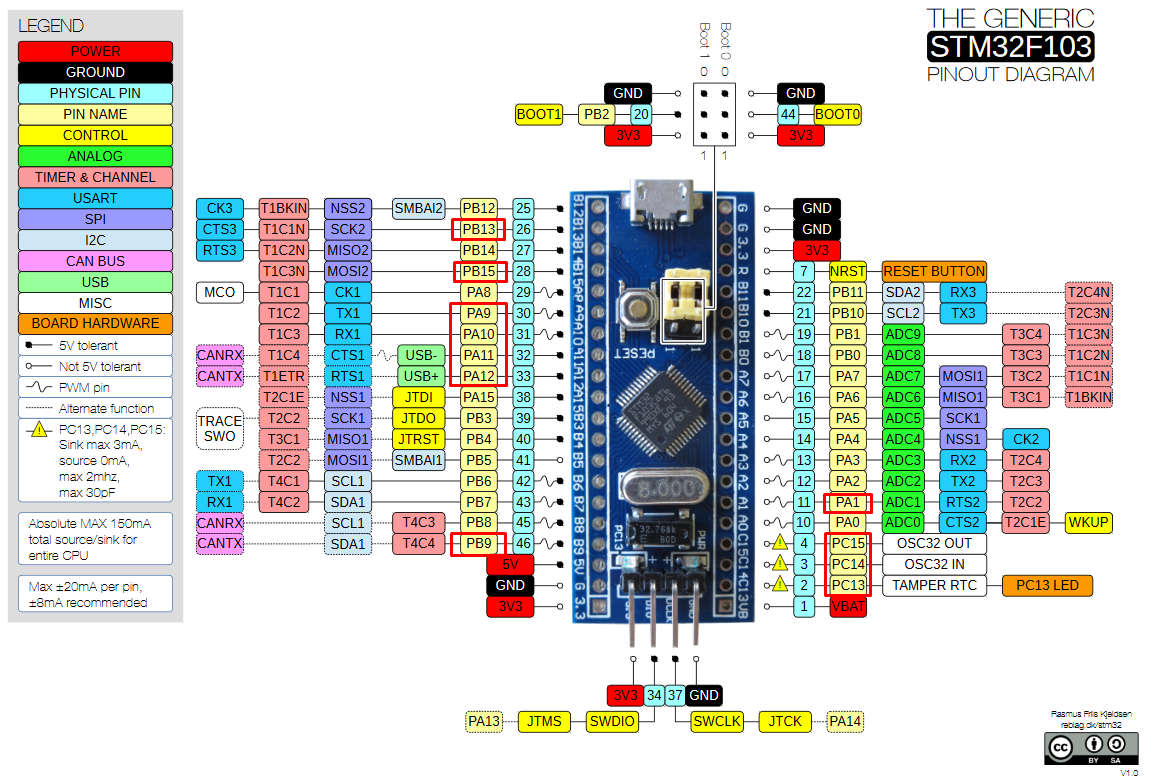 LEGEND
POWER
GROUND
PHYSICAL PIN
PIN NAME
CONTROL
ANALOG
TIMER & CHANNEL
USART
SPI
I2C
CAN BUS
USB
MISC
BOARD HARDWARE
5V tolerant
Not 5V tolerant
PWM pin
Alternate function
PC13,PC14,PC15:
Sink max 3mA,
source 0mA,
max 2mhz,
max 30pF
Absolute MAX 150mA
total source/sink for
entire CPU
Max ±20mA per pin,
±8mA recommended
THE GENERIC
STM32F103
PINOUT DIAGRAM
Boot 1 0
Boot 0 0
GND GND
BOOT1 PB2 20 44 BOOT0
3V3 3V3
1 1
CK3 T1BKIN NSS2 SMBAI2 PB12 25
CTS3 T1C1N SCK2 PB13 26
RTS3 T1C2N MISO2 PB14 27
T1C3N MOSI2 PB15 28
MCO T1C1 CK1 PA8 29
T1C2 TX1 PA9 30
T1C3 RX1 PA10 31
CANRX T1C4 CTS1 USB- PA11 32
CANTX T1ETR RTS1 USB+ PA12 33
T2C1E NSS1 JTDI PA15 38
TRACE
SWO
T2C2 SCK1 JTDO PB3 39
T3C1 MISO1 JTRST PB4 40
T2C2 MOSI1 SMBAI1 PB5 41
TX1 T4C1 SCL1 PB6 42
RX1 T4C2 SDA1 PB7 43
CANRX SCL1 T4C3 PB8 45
CANTX SDA1 T4C4 PB9 46
5V
GND
3V3
B12 B13 B14 B15 A8 A9 A10 A11 A12 A15 B3 B4 B5 B6 B7 B8 B9 5V G 3.3
RESET
1 1
8.000
32.768k
PC13
PWR
G G 3.3 R B11 B10 B1 B0 A7 A6 A5 A4 A3 A2 A1 A0 C15 C14 C13 VB
GND
GND
3V3
7 NRST RESET BUTTON
22 PB11 SDA2 RX3 T2C4N
21 PB10 SCL2 TX3 T2C3N
19 PB1 ADC9 T3C4 T1C3N
18 PB0 ADC8 T3C3 T1C2N
17 PA7 ADC7 MOSI1 T3C2 T1C1N
16 PA6 ADC6 MISO1 T3C1 T1BKIN
15 PA5 ADC5 SCK1
14 PA4 ADC4 NSS1 CK2
13 PA3 ADC3 RX2 T2C4
12 PA2 ADC2 TX2 T2C3
11 PA1 ADC1 RTS2 T2C2
10 PA0 ADC0 CTS2 T2C1E WKUP
4 PC15 OSC32 OUT
3 PC14 OSC32 IN
2 PC13 TAMPER RTC PC13 LED
1 VBAT
3V3 34 37 GND
PA13 JTMS SWDIO SWCLK JTCK PA14
Rasmus Friis Kjeldsen
reblag.dk/stm32
cc BY SA
V1.0